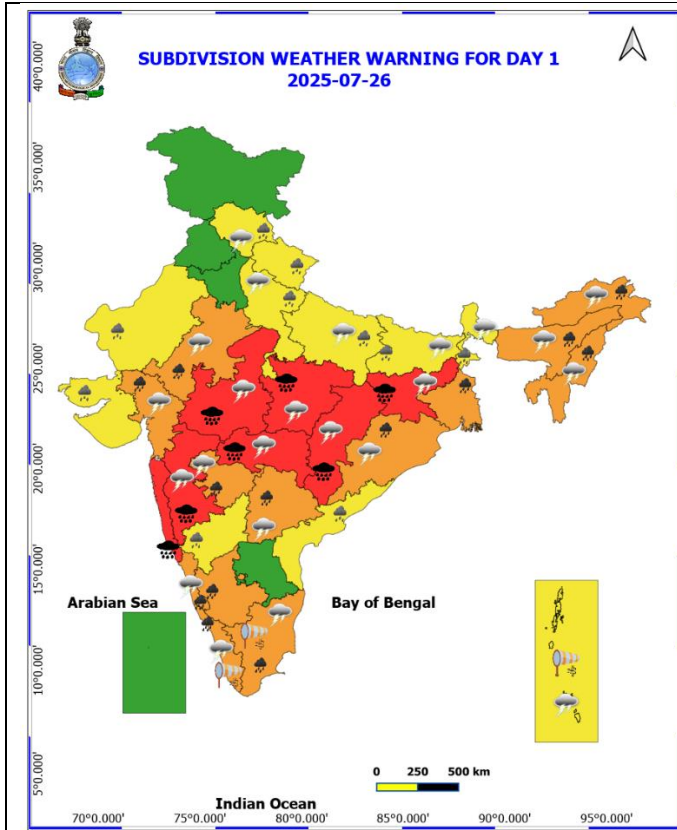 SUBDIVISION WEATHER WARNING FOR DAY 1
2025-07-26
40°0.000'
35°0.000'
30°0.000'
25°0.000'
20°0.000'
15°0.000'
10°0.000'
5°0.000'
Arabian Sea
Bay of Bengal
0 250 500 km
Indian Ocean
70°0.000' 75°0.000' 80°0.000' 85°0.000' 90°0.000' 95°0.000'